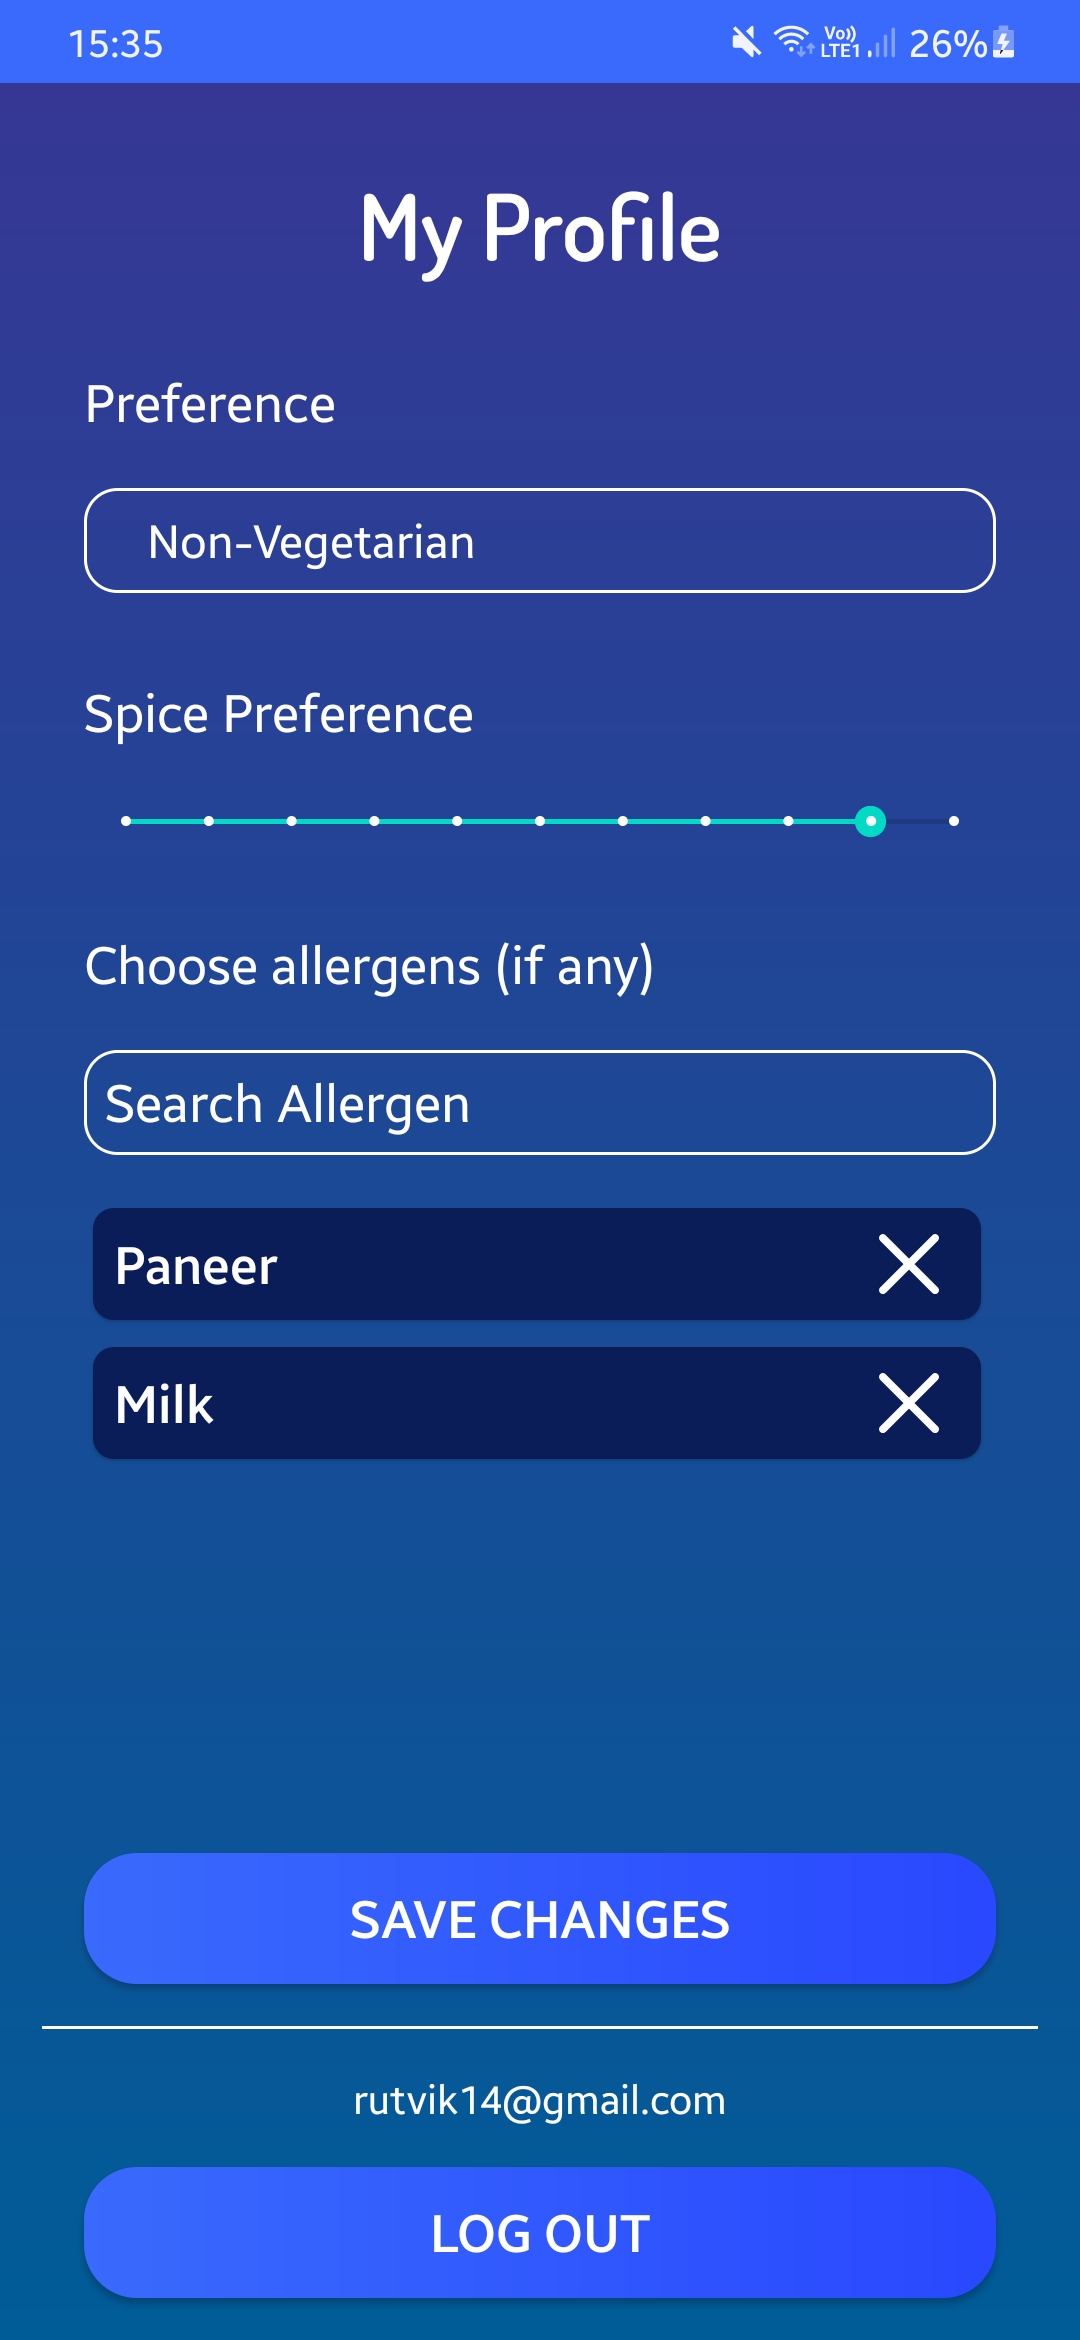 15:35
Vo)) LTE1 26%
My Profile
Preference
Non-Vegetarian
Spice Preference
Choose allergens (if any)
Search Allergen
Paneer
Milk
SAVE CHANGES
rutvik14@gmail.com
LOG OUT